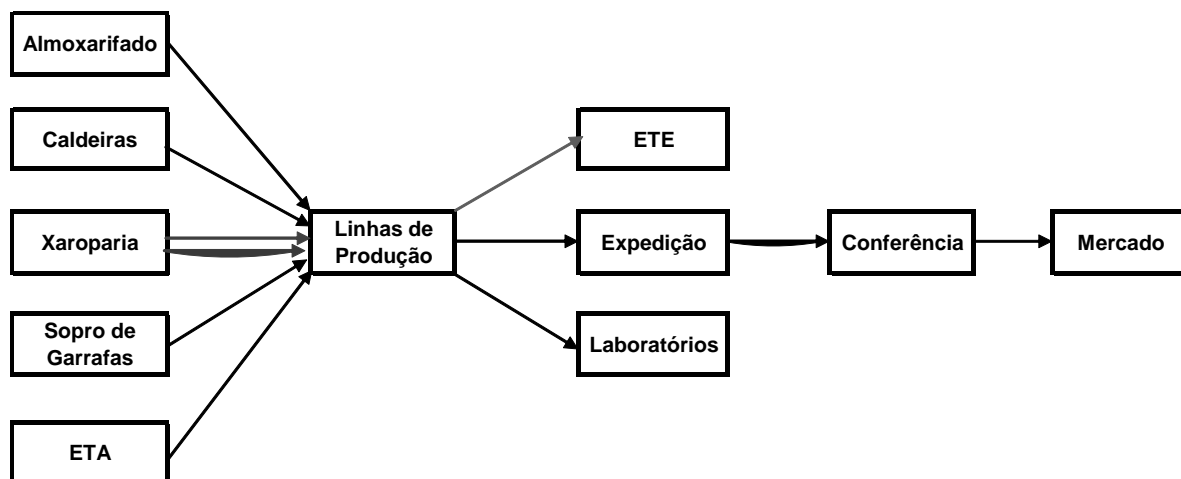 Almoxarifado
Caldeiras
Xaroparia
Sopro de
Garrafas
ETA
Linhas de
Produção
ETE
Expedição
Laboratórios
Conferência
Mercado